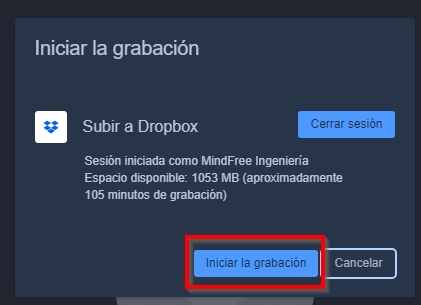 Iniciar la grabación
Subir a Dropbox
Cerrar sesión
Sesión iniciada como MindFree Ingeniería
Espacio disponible: 1053 MB (aproximadamente
105 minutos de grabación)
Iniciar la grabación
Cancelar